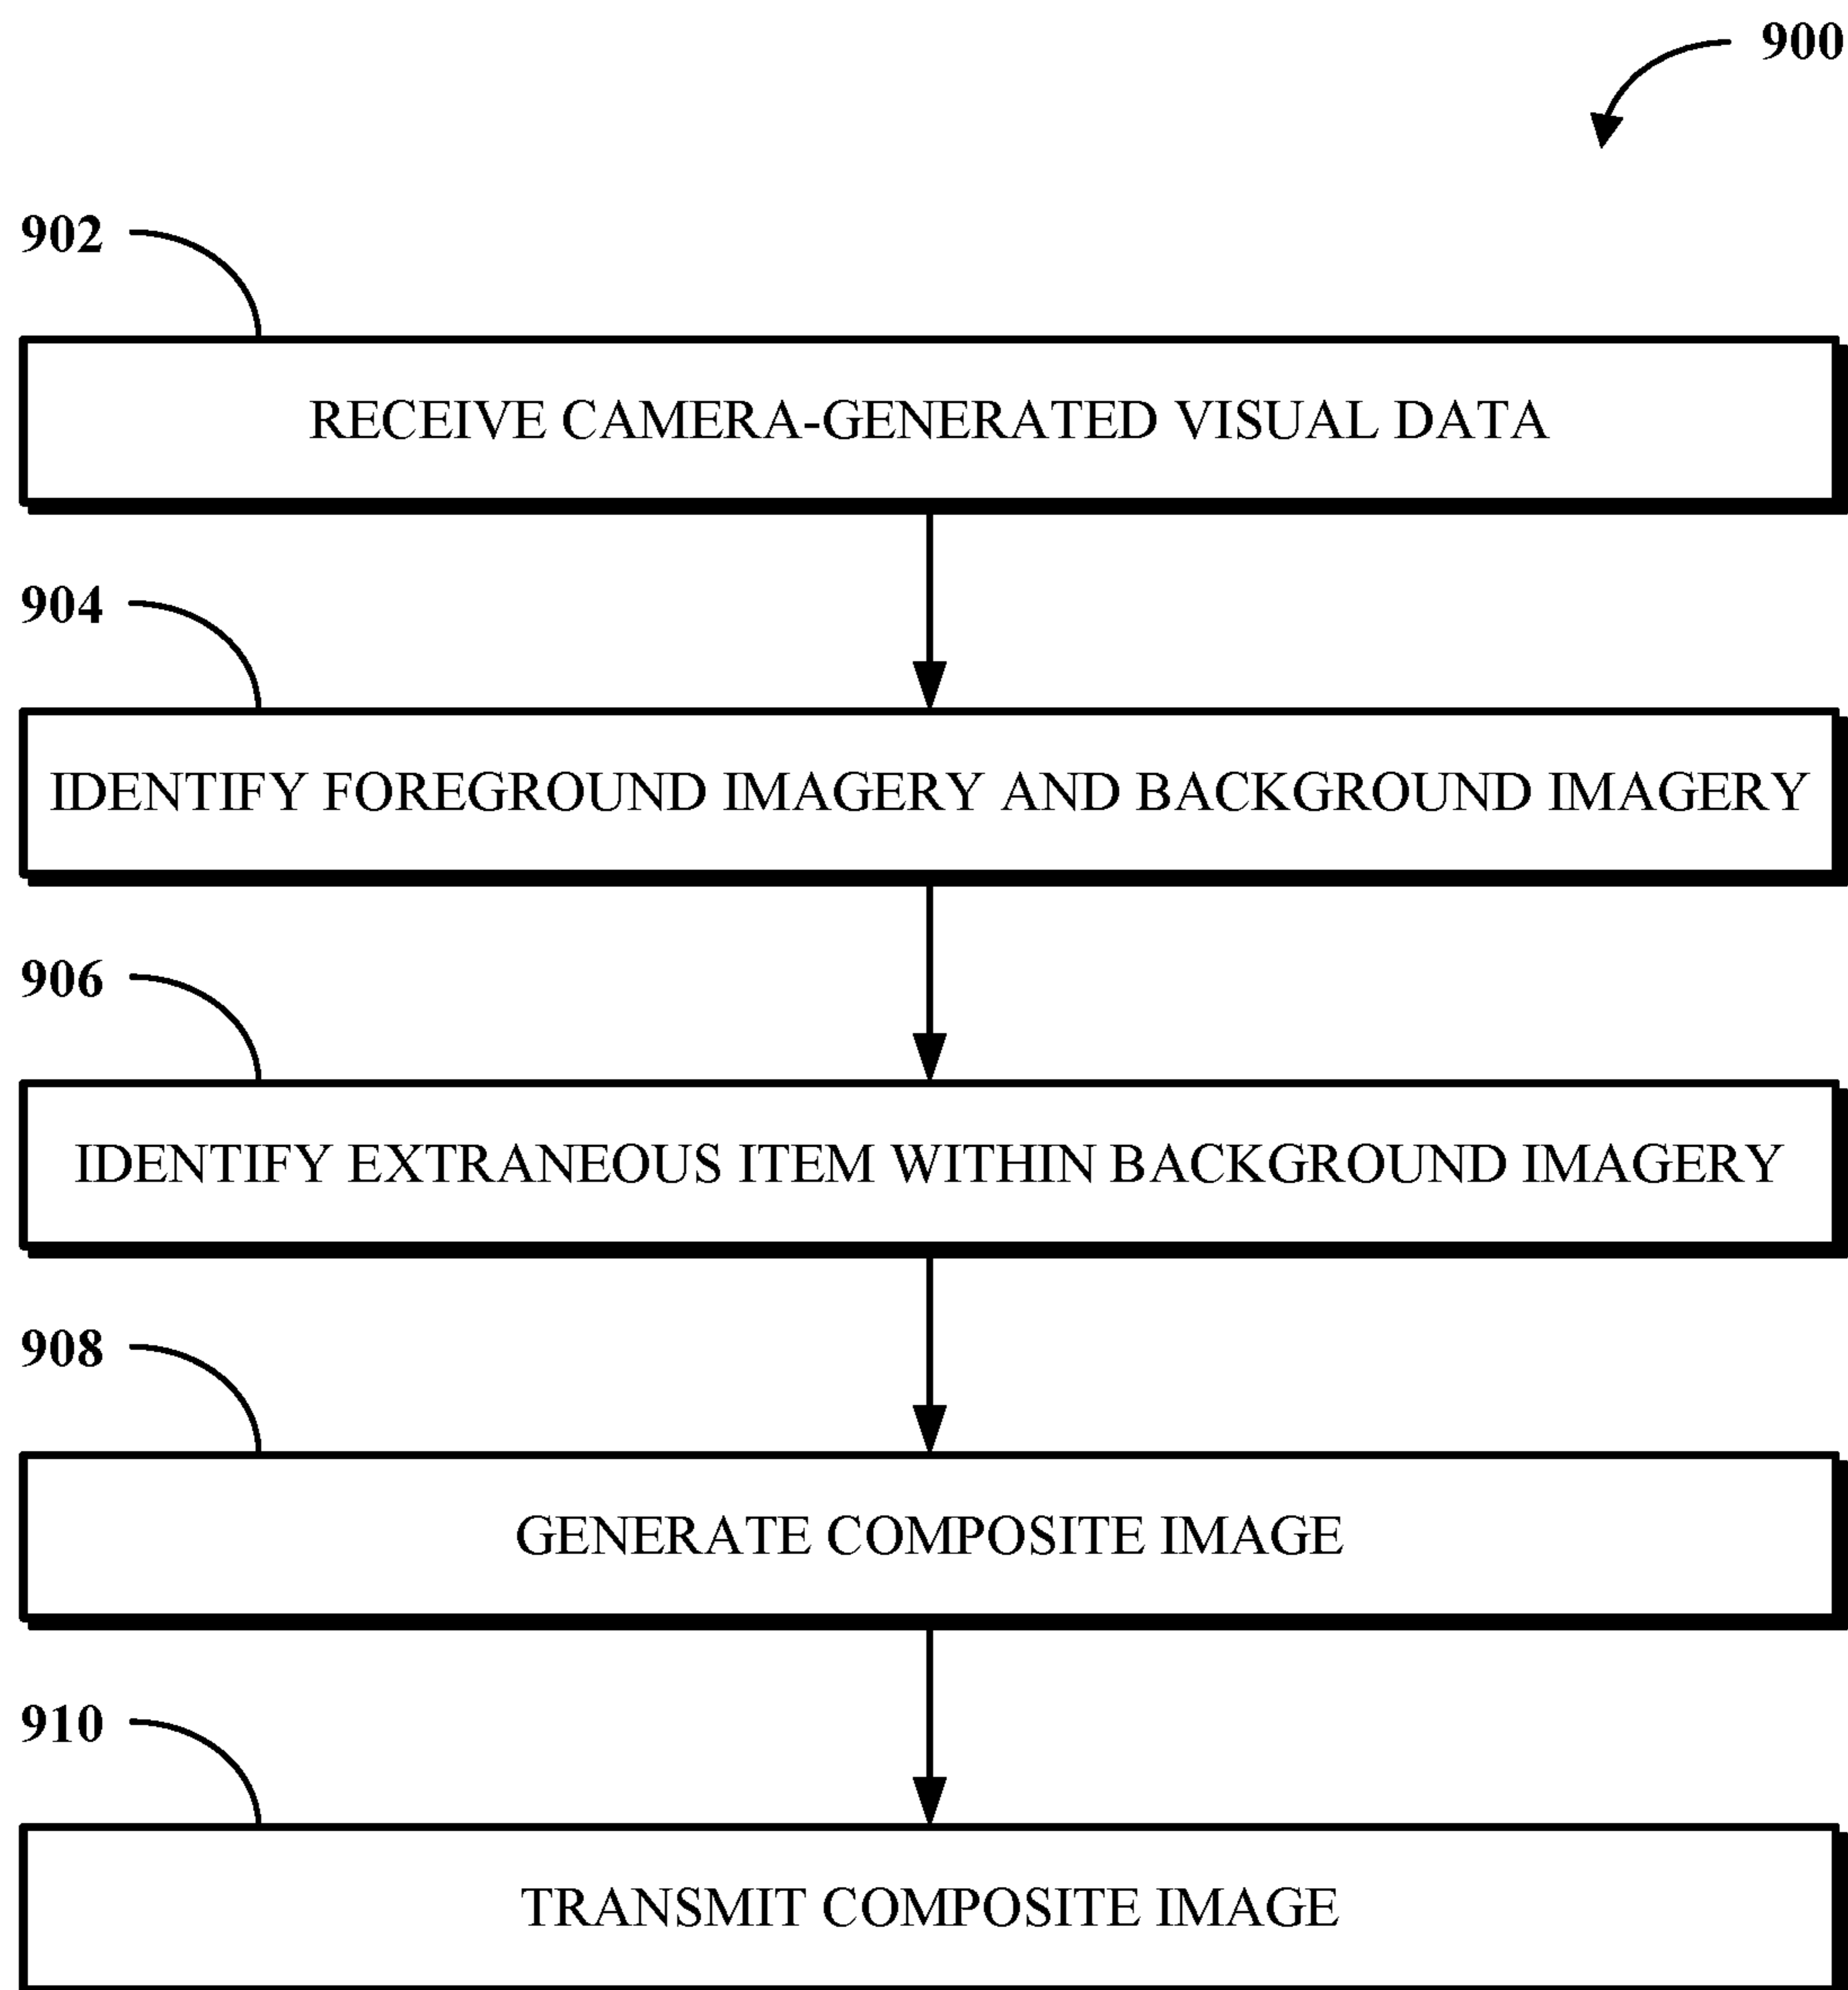 900
902
RECEIVE CAMERA-GENERATED VISUAL DATA
904
IDENTIFY FOREGROUND IMAGERY AND BACKGROUND IMAGERY
906
IDENTIFY EXTRANEOUS ITEM WITHIN BACKGROUND IMAGERY
908
GENERATE COMPOSITE IMAGE
910
TRANSMIT COMPOSITE IMAGE